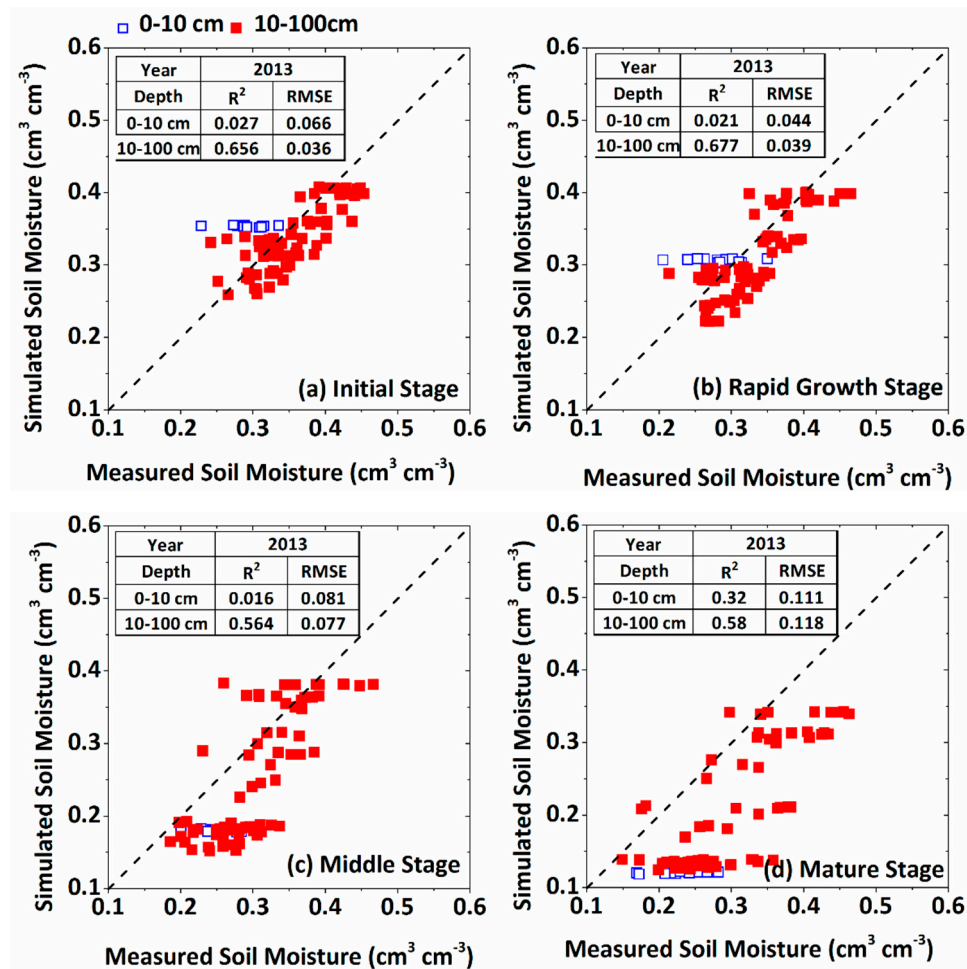 0-10 cm 10-100cm
Simulated Soil Moisture (cm³ cm⁻³)
0.6
0.5
0.4
0.3
0.2
0.1
Year 2013
Depth R² RMSE
0-10 cm 0.027 0.066
10-100 cm 0.656 0.036
(a) Initial Stage
0.1 0.2 0.3 0.4 0.5 0.6
Measured Soil Moisture (cm³ cm⁻³)
Simulated Soil Moisture (cm³ cm⁻³)
0.6
0.5
0.4
0.3
0.2
0.1
Year 2013
Depth R² RMSE
0-10 cm 0.021 0.044
10-100 cm 0.677 0.039
(b) Rapid Growth Stage
0.1 0.2 0.3 0.4 0.5 0.6
Measured Soil Moisture (cm³ cm⁻³)
Simulated Soil Moisture (cm³ cm⁻³)
0.6
0.5
0.4
0.3
0.2
0.1
Year 2013
Depth R² RMSE
0-10 cm 0.016 0.081
10-100 cm 0.564 0.077
(c) Middle Stage
0.1 0.2 0.3 0.4 0.5 0.6
Measured Soil Moisture (cm³ cm⁻³)
Simulated Soil Moisture (cm³ cm⁻³)
0.6
0.5
0.4
0.3
0.2
0.1
Year 2013
Depth R² RMSE
0-10 cm 0.32 0.111
10-100 cm 0.58 0.118
(d) Mature Stage
0.1 0.2 0.3 0.4 0.5 0.6
Measured Soil Moisture (cm³ cm⁻³)